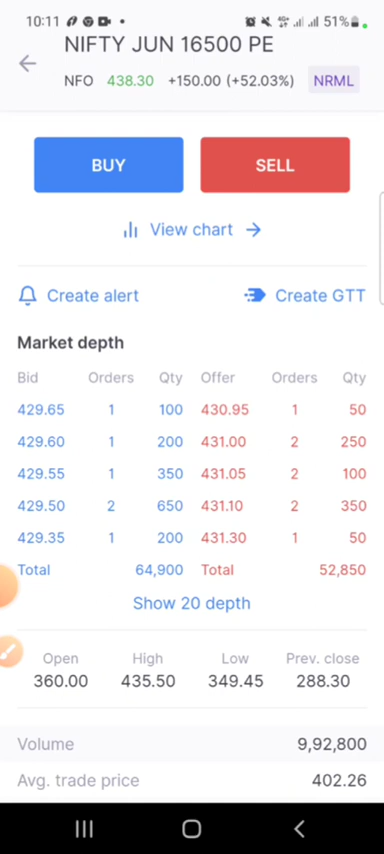 10:11 51%
NIFTY JUN 16500 PE
NFO 438.30 +150.00 (+52.03%) NRML
BUY SELL
View chart
Create alert Create GTT
Market depth
Bid Orders Qty Offer Orders Qty
429.65 1 100 430.95 1 50
429.60 1 200 431.00 2 250
429.55 1 350 431.05 2 100
429.50 2 650 431.10 2 350
429.35 1 200 431.30 1 50
Total 64,900 Total 52,850
Show 20 depth
Open High Low Prev. close
360.00 435.50 349.45 288.30
Volume 9,92,800
Avg. trade price 402.26